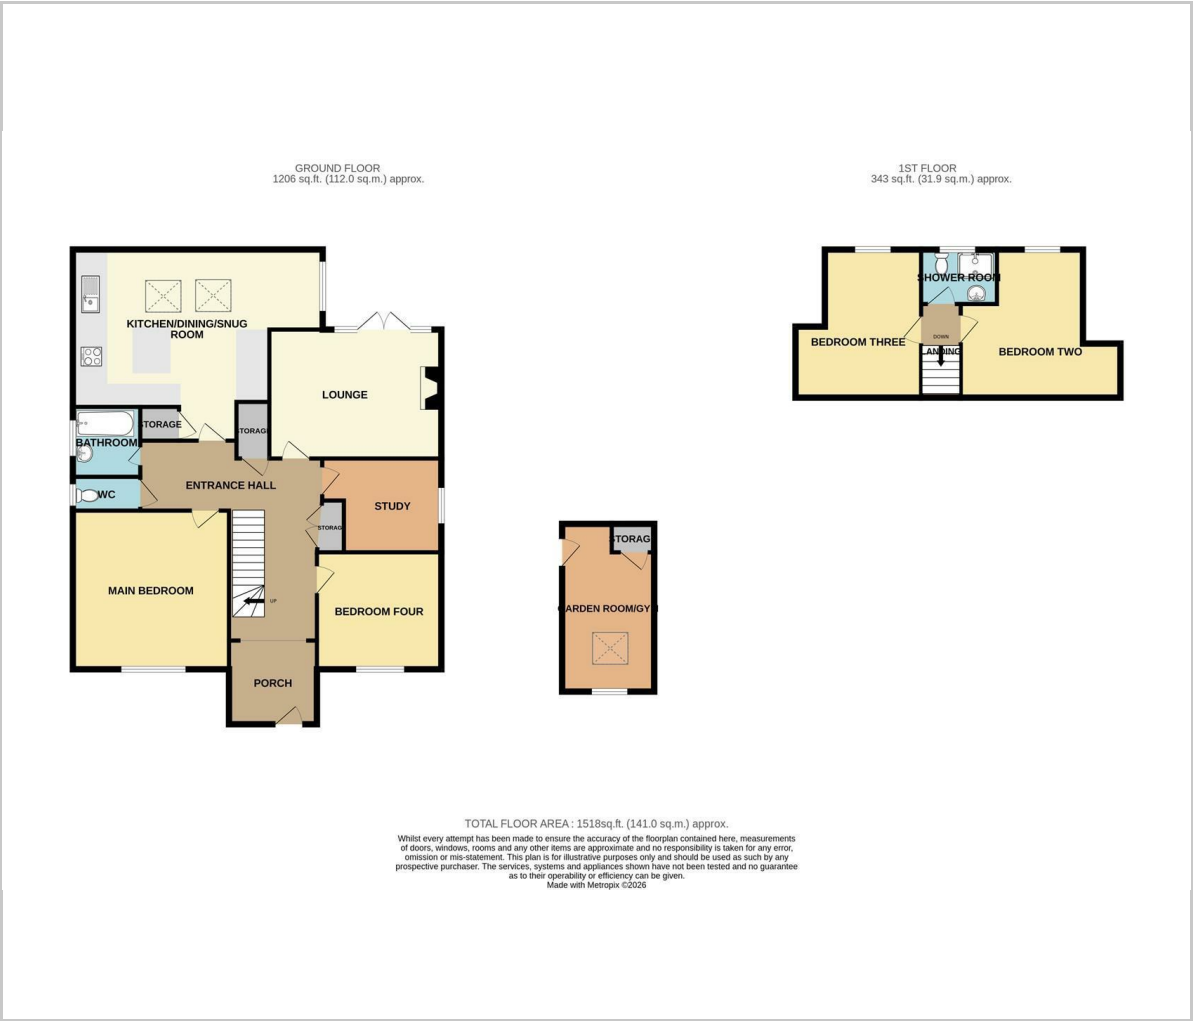 GROUND FLOOR
1206 sq.ft. (112.0 sq.m.) approx.
1ST FLOOR
343 sq.ft. (31.9 sq.m.) approx.
KITCHEN/DINING/SNUG
ROOM
LOUNGE
STORAGE
STORAGE
BATHROOM
ENTRANCE HALL
WC
STUDY
STORAG
MAIN BEDROOM
UP
BEDROOM FOUR
PORCH
STORAG
GARDEN ROOM/GYM
SHOWER ROOM
BEDROOM THREE
DOWN
LANDING
BEDROOM TWO
TOTAL FLOOR AREA : 1518sq.ft. (141.0 sq.m.) approx.
Whilst every attempt has been made to ensure the accuracy of the floorplan contained here, measurements
of doors, windows, rooms and any other items are approximate and no responsibility is taken for any error,
omission or mis-statement. This plan is for illustrative purposes only and should be used as such by any
prospective purchaser. The services, systems and appliances shown have not been tested and no guarantee
as to their operability or efficiency can be given.
Made with Metropix ©2026